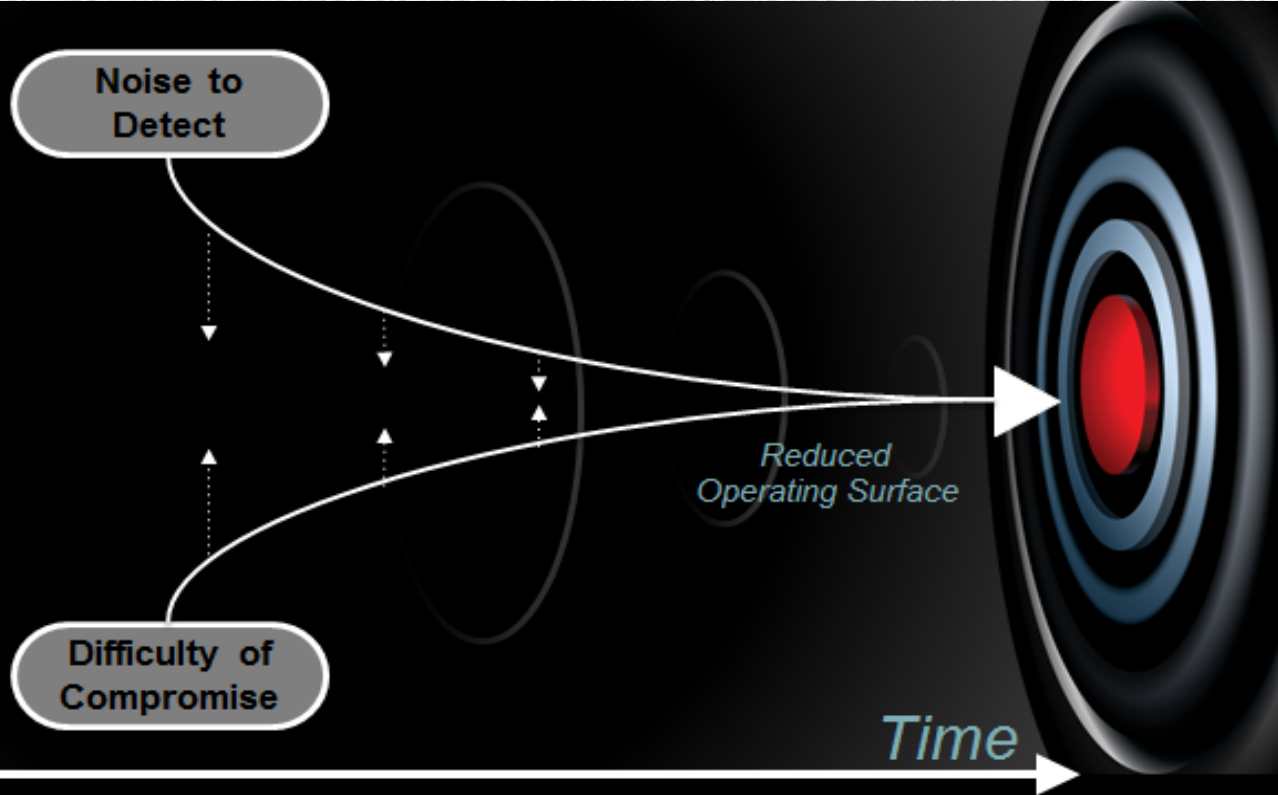 Noise to
Detect
Reduced
Operating Surface
Difficulty of
Compromise
Time